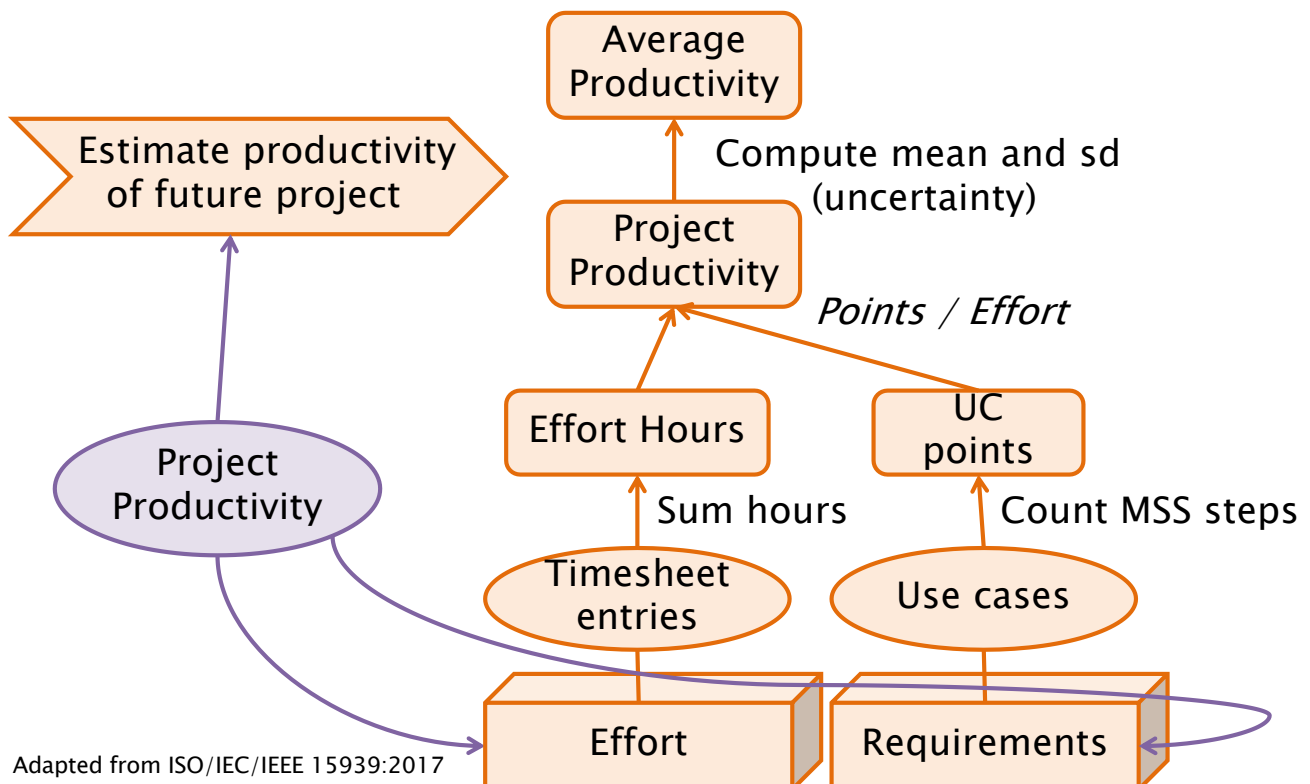 Average
Productivity
Estimate productivity
of future project
Compute mean and sd
(uncertainty)
Project
Productivity
Points / Effort
Effort Hours
UC
points
Project
Productivity
Sum hours
Count MSS steps
Timesheet
entries
Use cases
Effort
Requirements
Adapted from ISO/IEC/IEEE 15939:2017